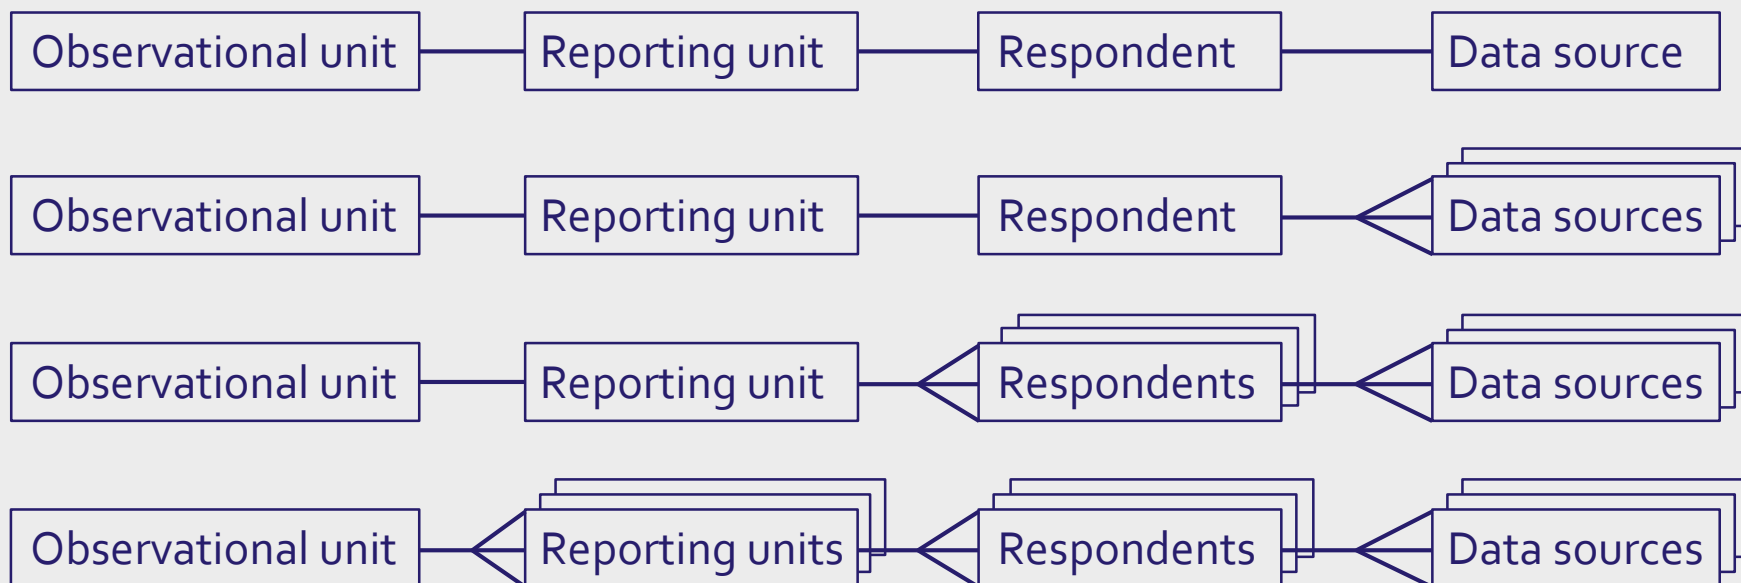 Observational unit Reporting unit Respondent Data source
Observational unit Reporting unit Respondent Data sources
Observational unit Reporting unit Respondents Data sources
Observational unit Reporting units Respondents Data sources